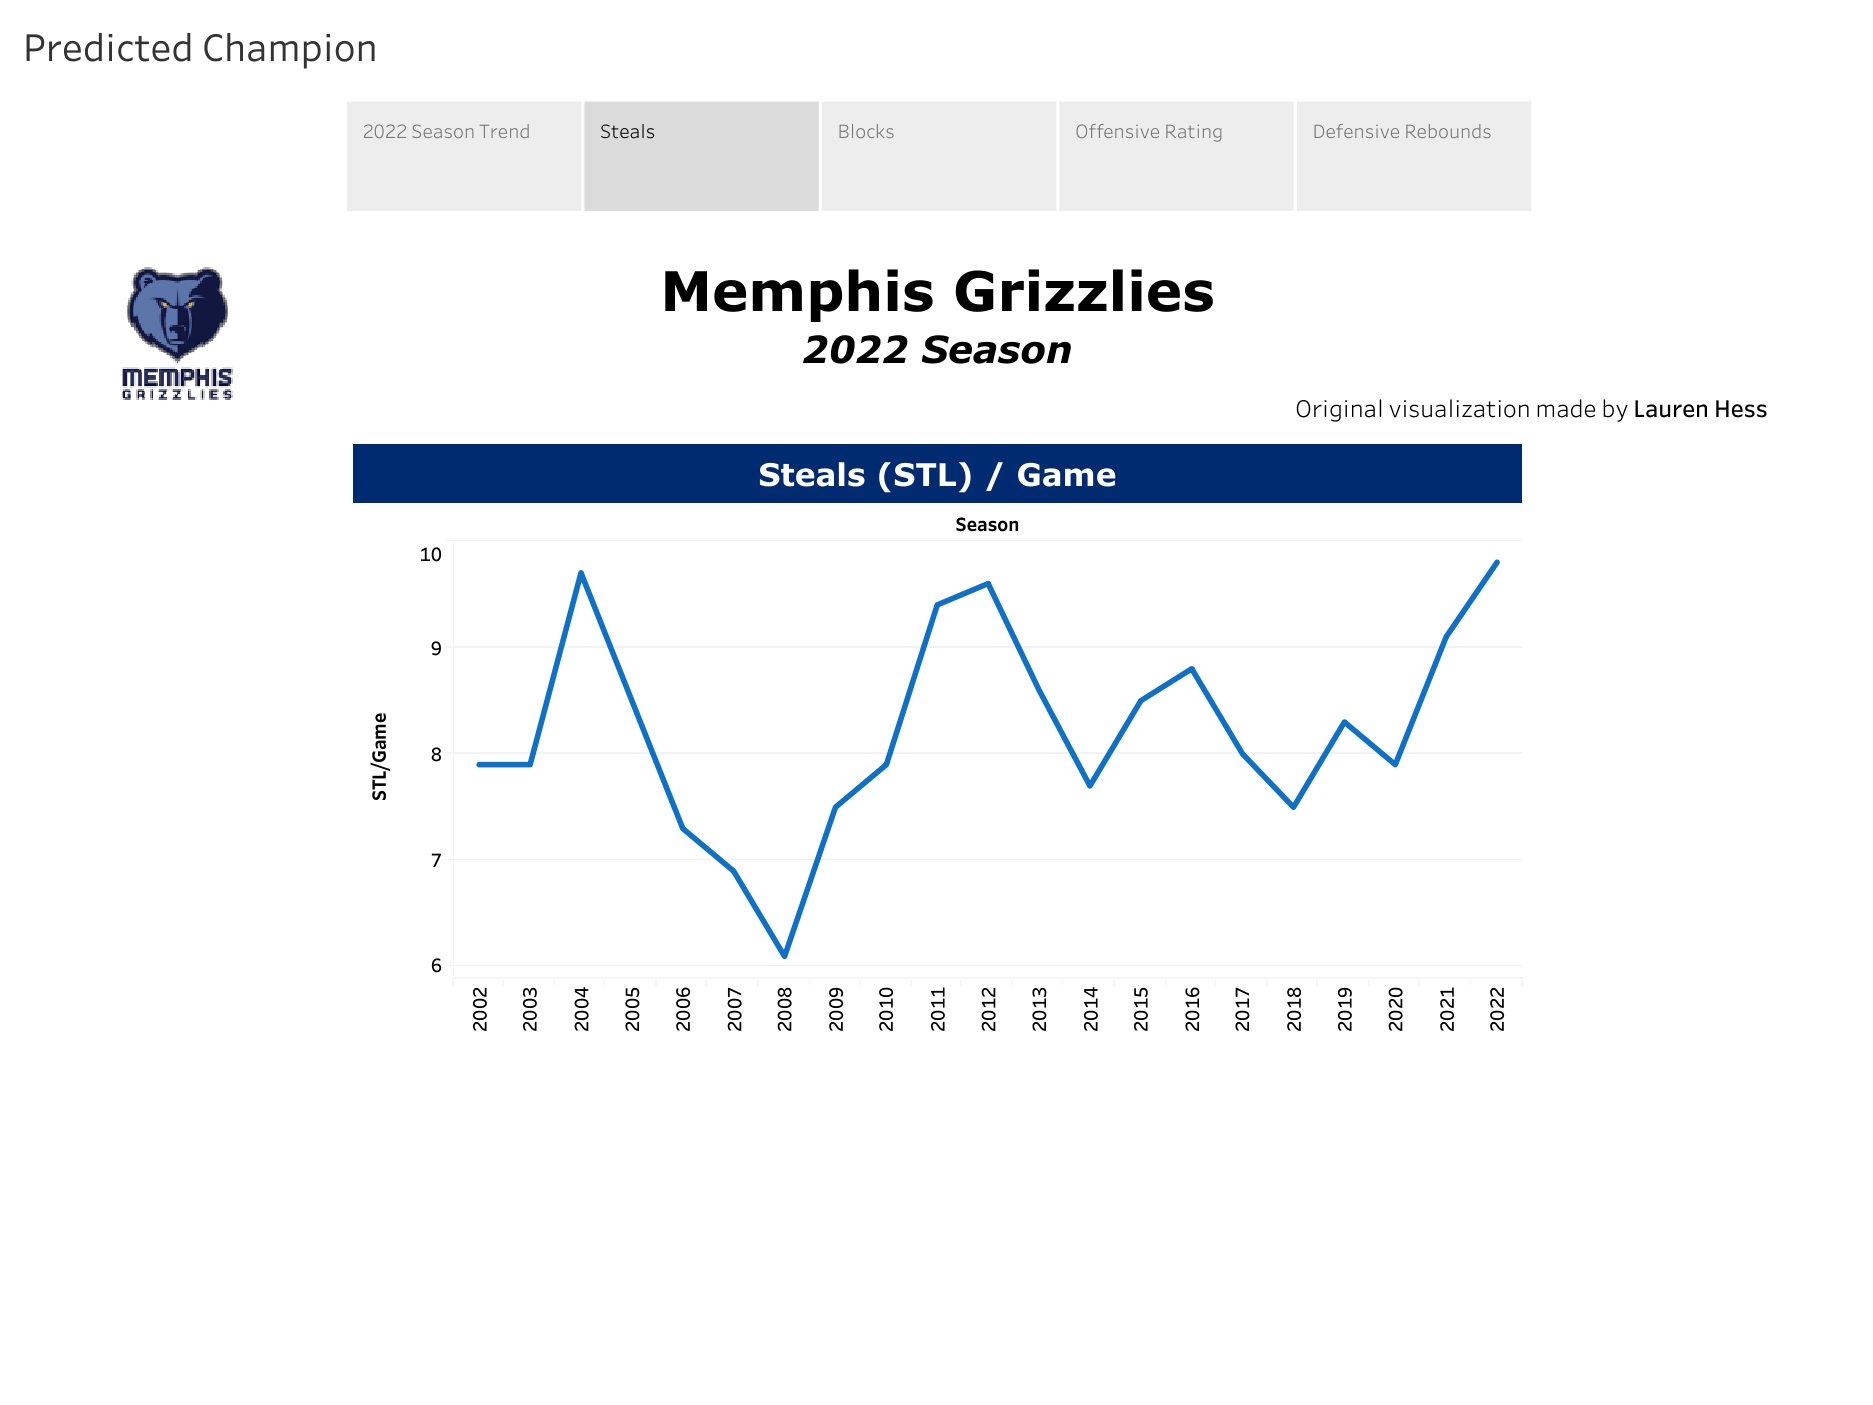 Predicted Champion
2022 Season Trend
Steals
Blocks
Offensive Rating
Defensive Rebounds
MEMPHIS
GRIZZLIES
Memphis Grizzlies
2022 Season
Original visualization made by Lauren Hess
Steals (STL) / Game
Season
STL/Game
10
9
8
7
6
2002
2003
2004
2005
2006
2007
2008
2009
2010
2011
2012
2013
2014
2015
2016
2017
2018
2019
2020
2021
2022